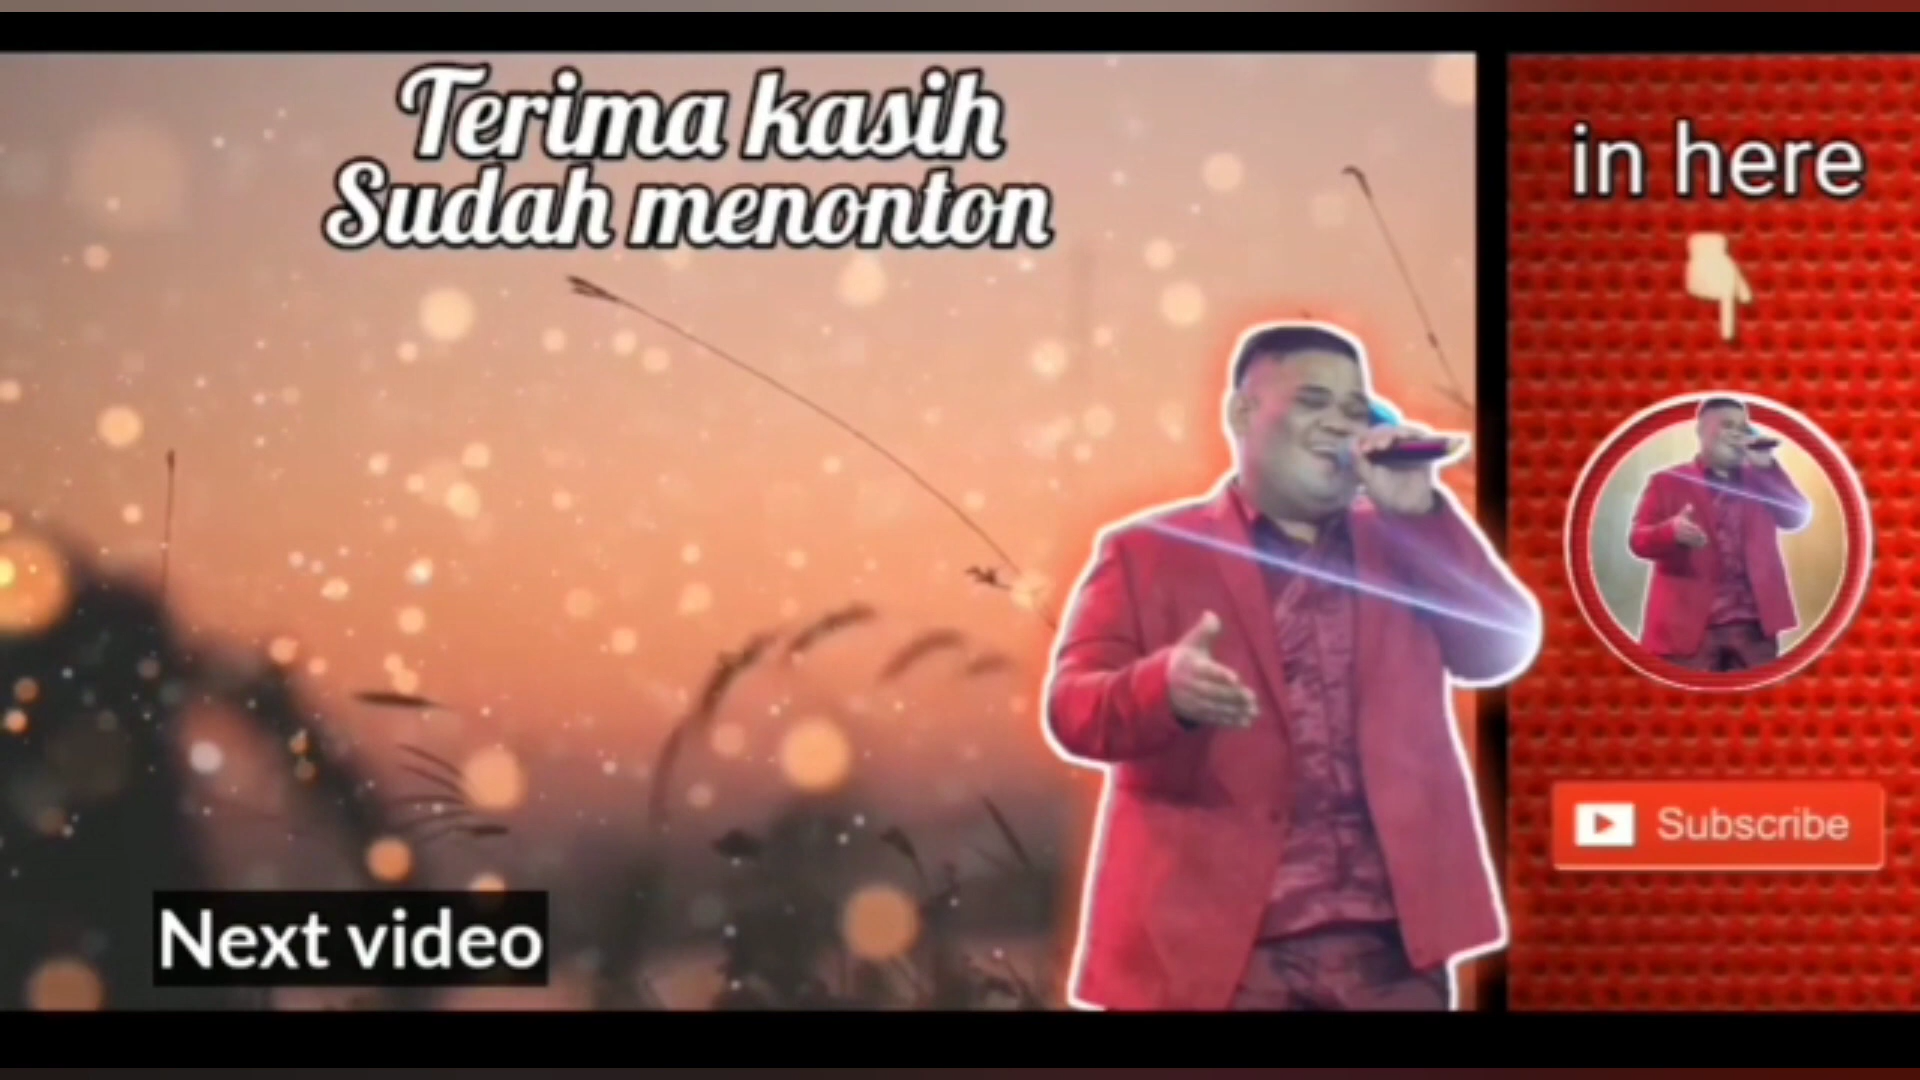 Terima kasih
Sudah menonton
in here
Subscribe
Next video